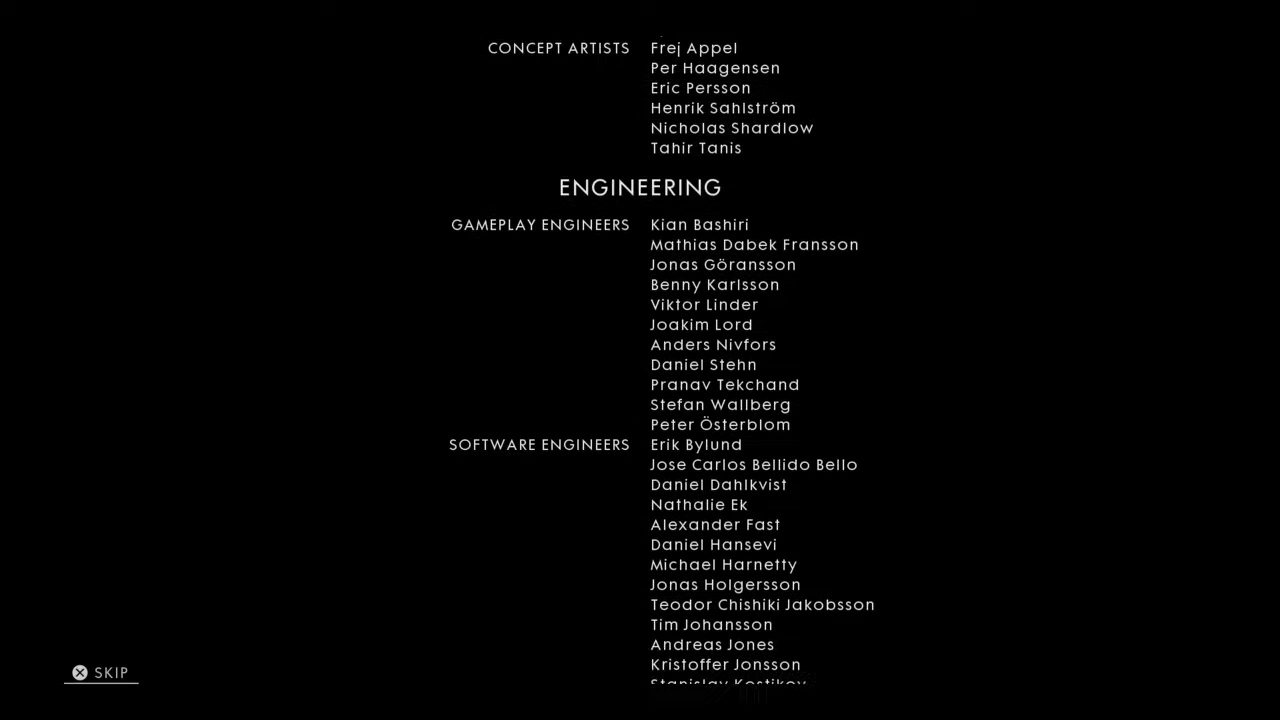 CONCEPT ARTISTS Frej Appel
Per Haagensen
Eric Persson
Henrik Sahlström
Nicholas Shardlow
Tahir Tanis
ENGINEERING
GAMEPLAY ENGINEERS Kian Bashiri
Mathias Dabek Fransson
Jonas Göransson
Benny Karlsson
Viktor Linder
Joakim Lord
Anders Nivfors
Daniel Stehn
Pranav Tekchand
Stefan Wallberg
Peter Österblom
SOFTWARE ENGINEERS Erik Bylund
Jose Carlos Bellido Bello
Daniel Dahlkvist
Nathalie Ek
Alexander Fast
Daniel Hansevi
Michael Harnetty
Jonas Holgersson
Teodor Chishiki Jakobsson
Tim Johansson
Andreas Jones
Kristoffer Jonsson
SKIP